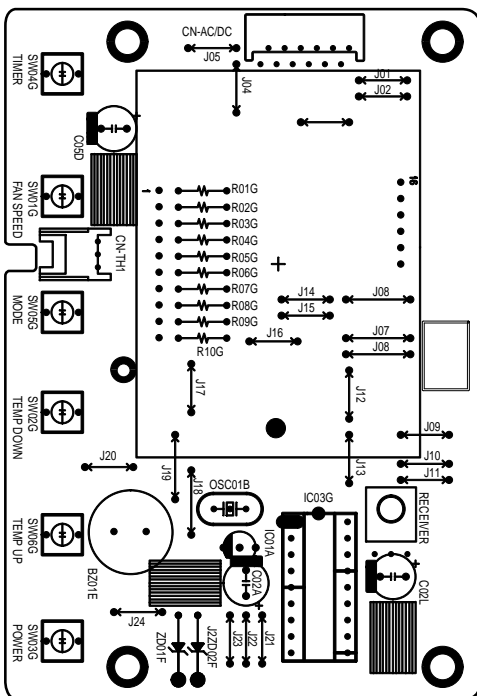 CN-AC/DC
J05
J04
J01
J02
SW04G
TIMER
C05D
+
SW01G
FAN SPEED
1
16
R01G
R02G
R03G
R04G
R05G
R06G
R07G
R08G
R09G
R10G
CN-TH1
J14
J15
J16
J08
J07
J08
SW05G
MODE
J17
J12
SW02G
TEMP DOWN
J09
J10
J11
J20
J19
J18
J13
OSC01B
IC03G
RECEIVER
SW06G
TEMP UP
BZ01E
IC01A
C02A
+
C02L
+
SW03G
POWER
J24
ZD01F
J2ZD02F
J23
J22
J21